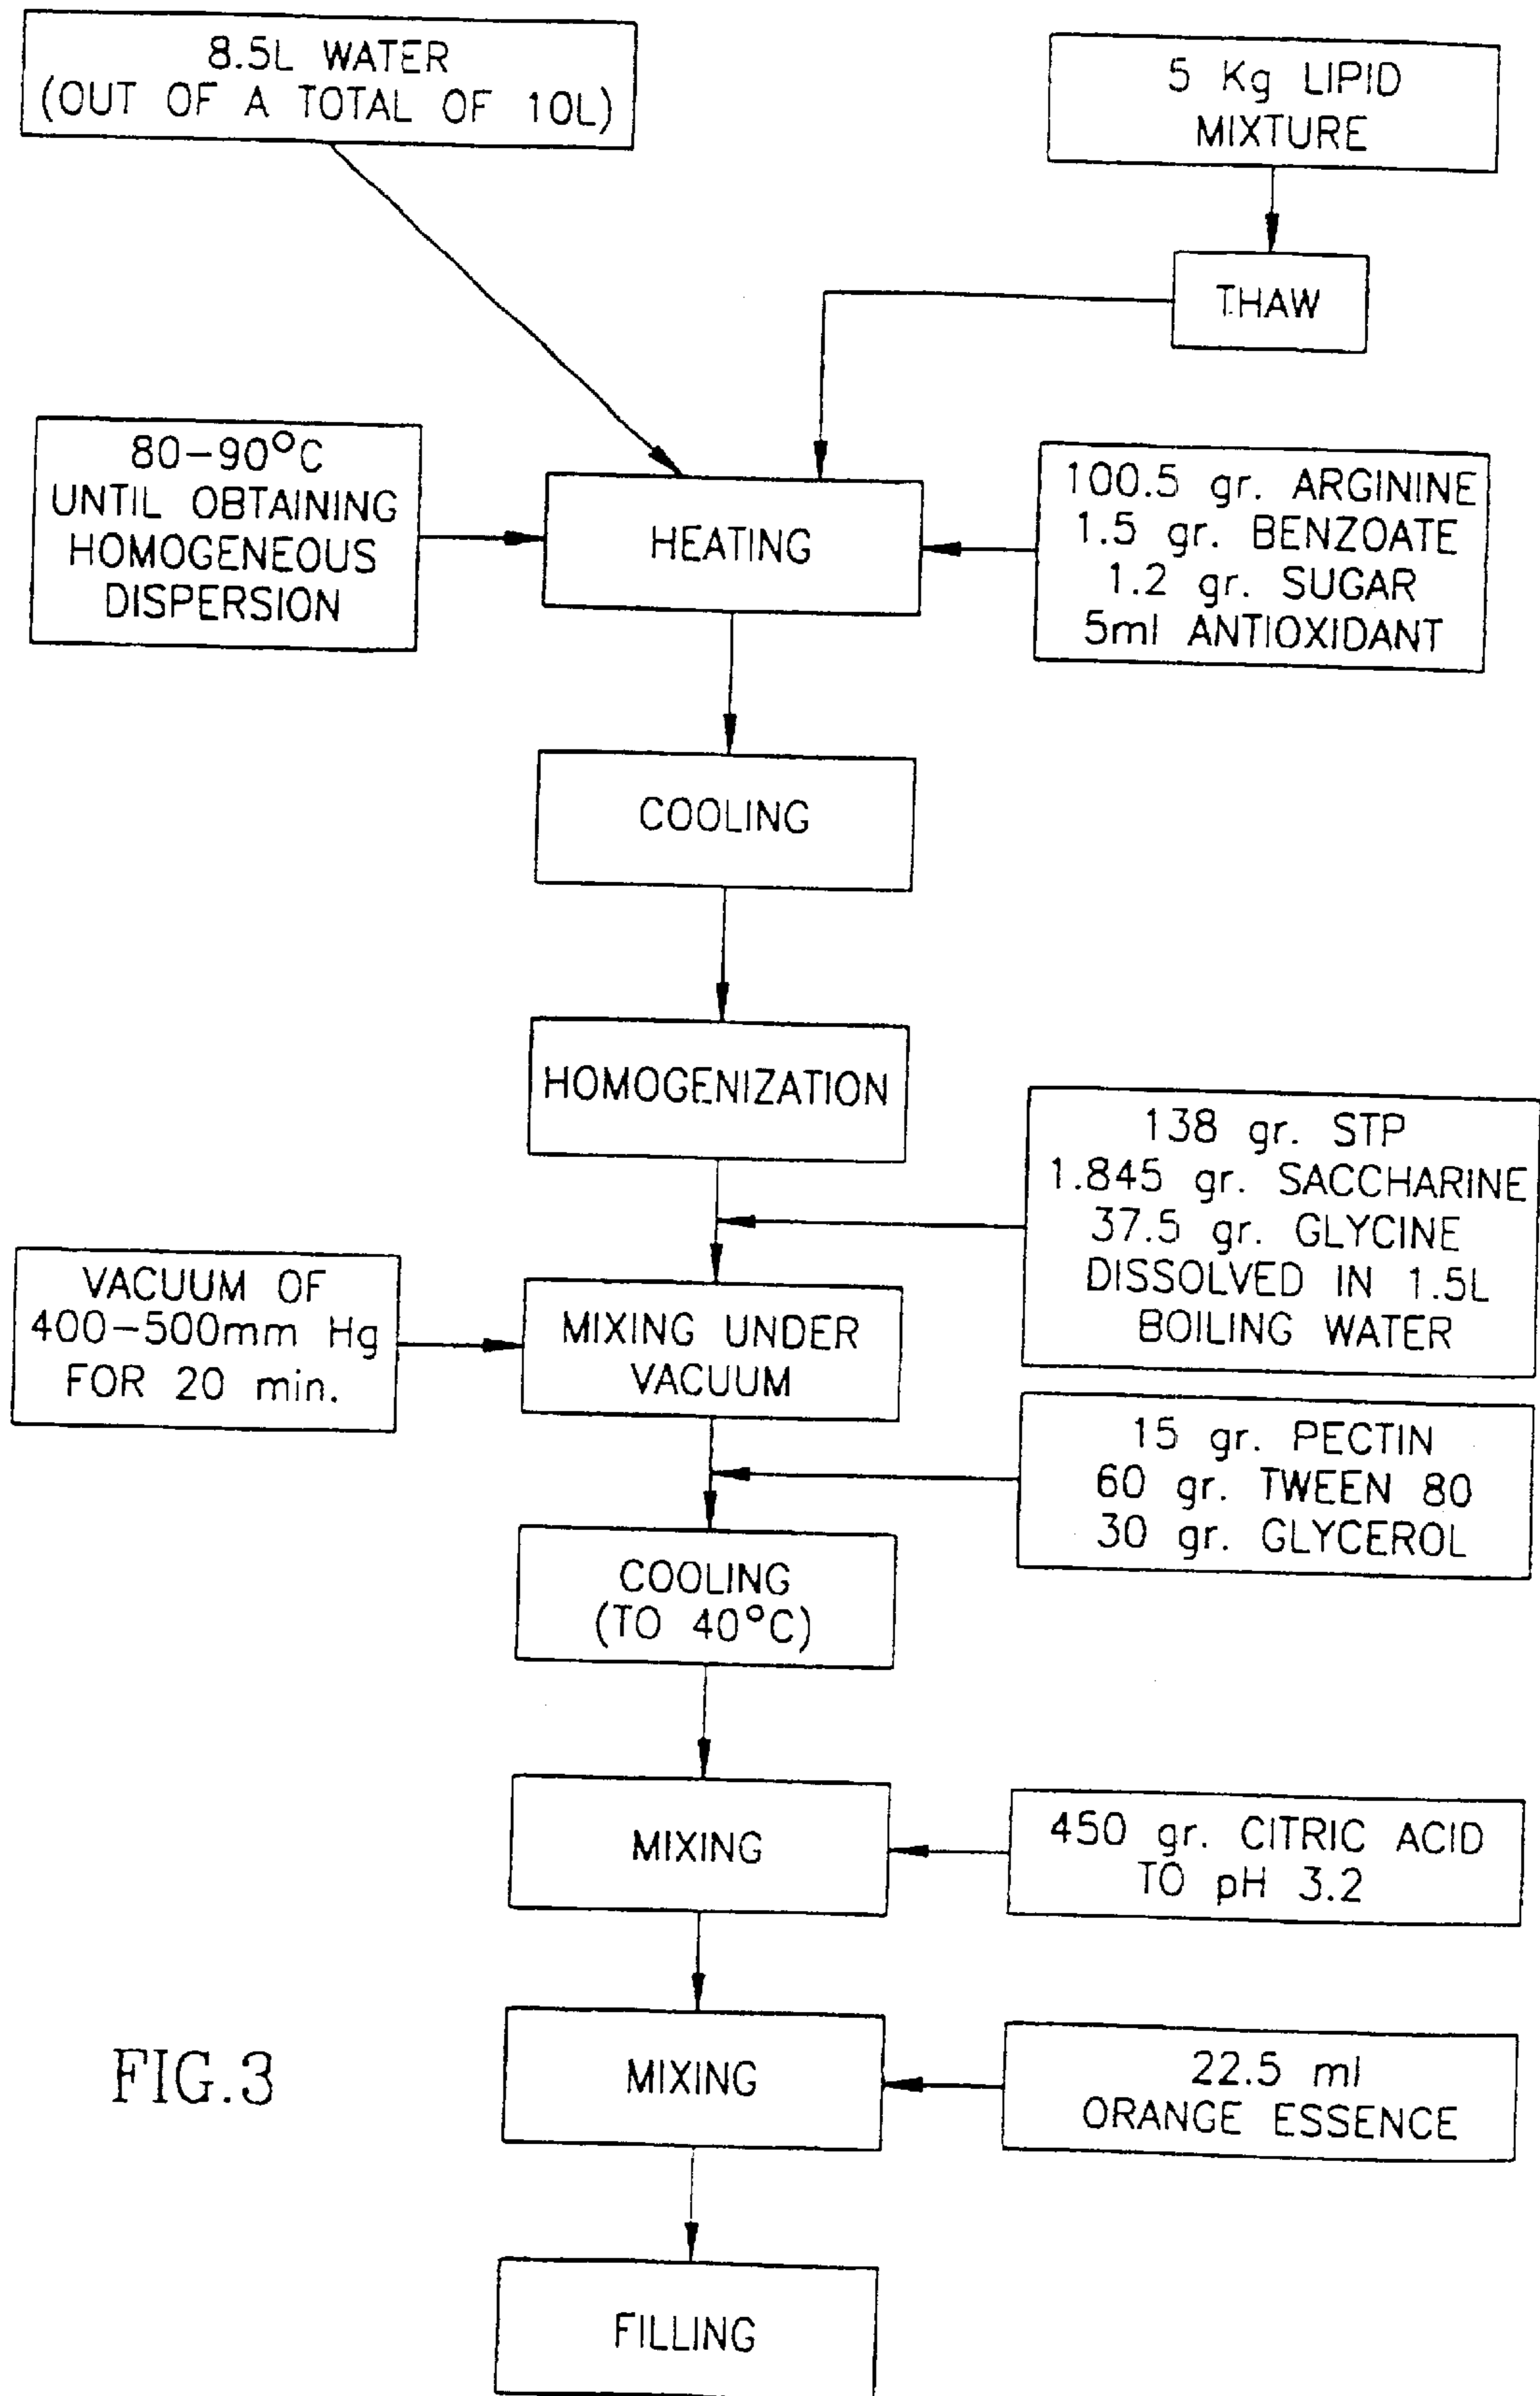 8.5L WATER
(OUT OF A TOTAL OF 10L)
5 Kg LIPID
MIXTURE
THAW
80-90°C
UNTIL OBTAINING
HOMOGENEOUS
DISPERSION
HEATING
100.5 gr. ARGININE
1.5 gr. BENZOATE
1.2 gr. SUGAR
5ml ANTIOXIDANT
COOLING
HOMOGENIZATION
138 gr. STP
1.845 gr. SACCHARINE
37.5 gr. GLYCINE
DISSOLVED IN 1.5L
BOILING WATER
VACUUM OF
400-500mm Hg
FOR 20 min.
MIXING UNDER
VACUUM
15 gr. PECTIN
60 gr. TWEEN 80
30 gr. GLYCEROL
COOLING
(TO 40°C)
MIXING
450 gr. CITRIC ACID
TO pH 3.2
MIXING
22.5 ml
ORANGE ESSENCE
FIG.3
FILLING